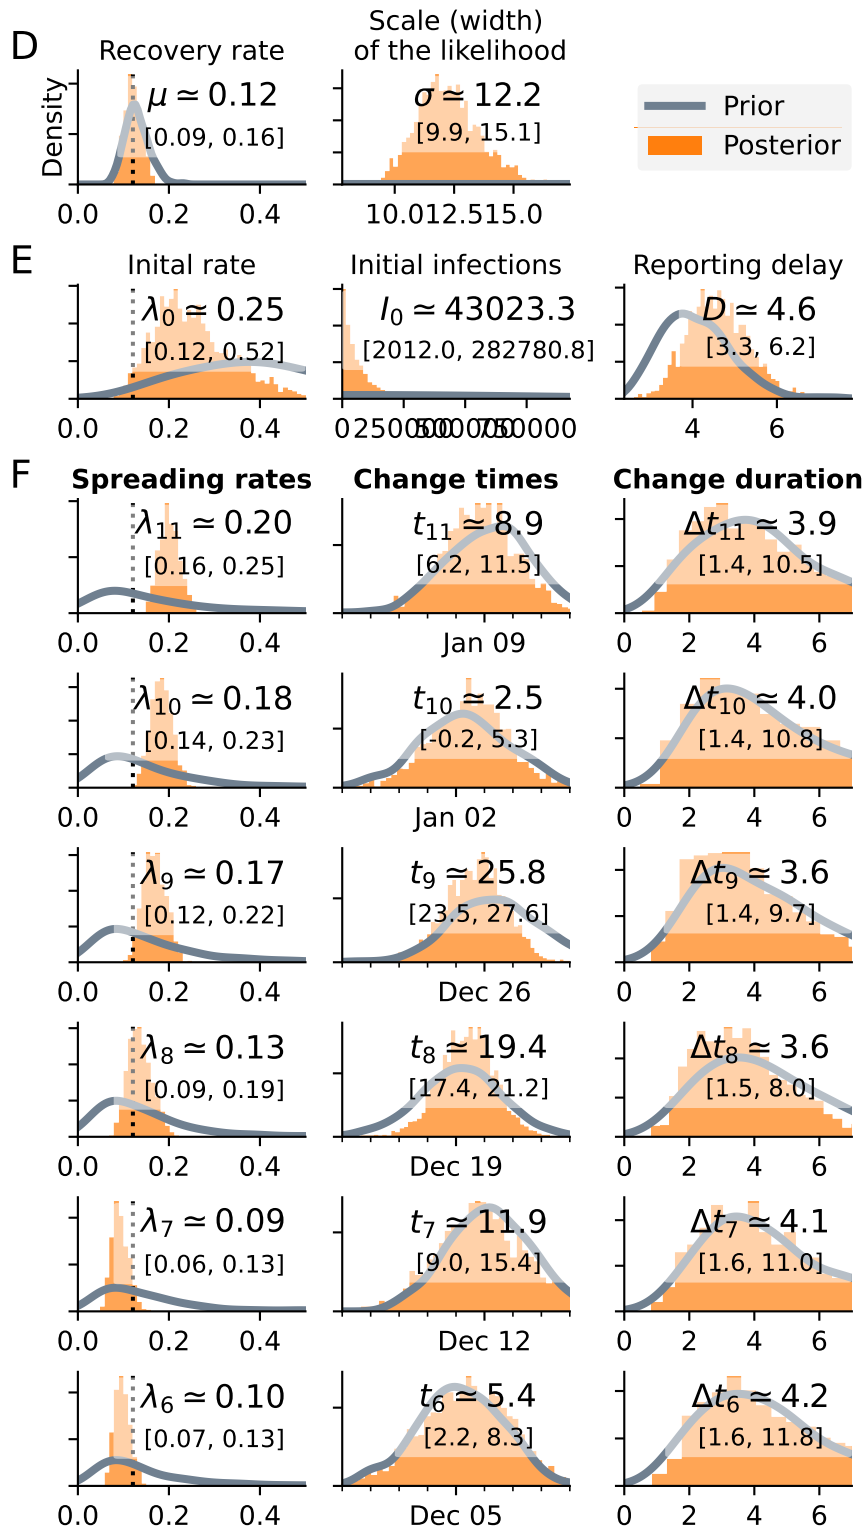 D
Recovery rate
Density
μ ≃ 0.12
[0.09, 0.16]
0.0 0.2 0.4
Scale (width)
of the likelihood
σ ≃ 12.2
[9.9, 15.1]
10.0 12.5 15.0
Prior
Posterior
E
Inital rate
λ0 ≃ 0.25
[0.12, 0.52]
0.0 0.2 0.4
Initial infections
I0 ≃ 43023.3
[2012.0, 282780.8]
0 250000 500000 750000
Reporting delay
D ≃ 4.6
[3.3, 6.2]
4 6
F
Spreading rates Change times Change duration
λ11 ≃ 0.20 t11 ≃ 8.9 Δt11 ≃ 3.9
[0.16, 0.25] [6.2, 11.5] [1.4, 10.5]
0.0 0.2 0.4 Jan 09 0 2 4 6
λ10 ≃ 0.18 t10 ≃ 2.5 Δt10 ≃ 4.0
[0.14, 0.23] [-0.2, 5.3] [1.4, 10.8]
0.0 0.2 0.4 Jan 02 0 2 4 6
λ9 ≃ 0.17 t9 ≃ 25.8 Δt9 ≃ 3.6
[0.12, 0.22] [23.5, 27.6] [1.4, 9.7]
0.0 0.2 0.4 Dec 26 0 2 4 6
λ8 ≃ 0.13 t8 ≃ 19.4 Δt8 ≃ 3.6
[0.09, 0.19] [17.4, 21.2] [1.5, 8.0]
0.0 0.2 0.4 Dec 19 0 2 4 6
λ7 ≃ 0.09 t7 ≃ 11.9 Δt7 ≃ 4.1
[0.06, 0.13] [9.0, 15.4] [1.6, 11.0]
0.0 0.2 0.4 Dec 12 0 2 4 6
λ6 ≃ 0.10 t6 ≃ 5.4 Δt6 ≃ 4.2
[0.07, 0.13] [2.2, 8.3] [1.6, 11.8]
0.0 0.2 0.4 Dec 05 0 2 4 6